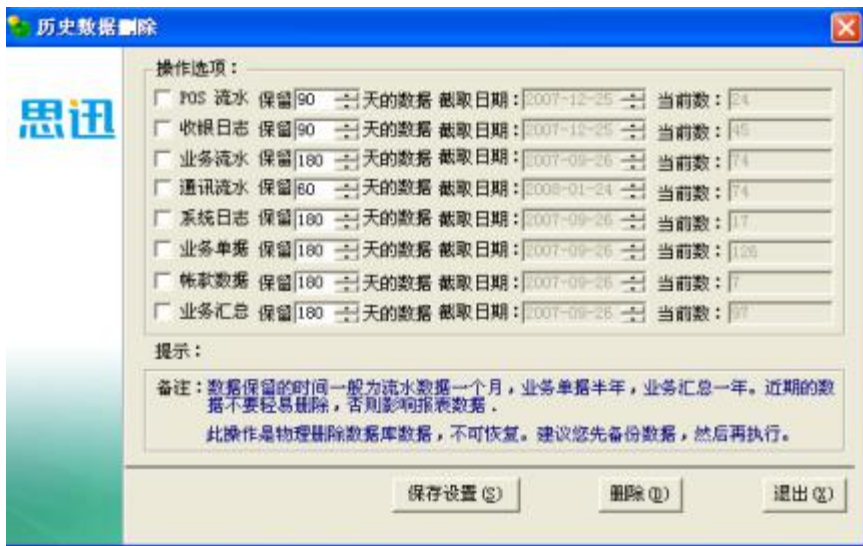 历史数据删除
思迅
操作选项：
POS 流水 保留 90 天的数据 截取日期：2007-12-25 当前数：24
收银日志 保留 90 天的数据 截取日期：2007-12-25 当前数：45
业务流水 保留 180 天的数据 截取日期：2007-09-26 当前数：74
通讯流水 保留 60 天的数据 截取日期：2008-01-24 当前数：74
系统日志 保留 180 天的数据 截取日期：2007-09-26 当前数：17
业务单据 保留 180 天的数据 截取日期：2007-09-26 当前数：126
帐款数据 保留 180 天的数据 截取日期：2007-09-26 当前数：7
业务汇总 保留 180 天的数据 截取日期：2007-09-26 当前数：97
提示：
备注：数据保留的时间一般为流水数据一个月，业务单据半年，业务汇总一年。近期的数
据不要轻易删除，否则影响报表数据．
此操作是物理删除数据库数据，不可恢复。建议您先备份数据，然后再执行。
保存设置(S) 删除(D) 退出(X)